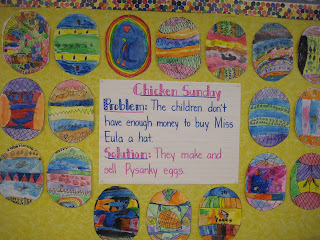 Chicken Sunday
Problem: The children don't
have enough money to buy Miss
Eula a hat.
Solution: They make and
sell Pysanky eggs.